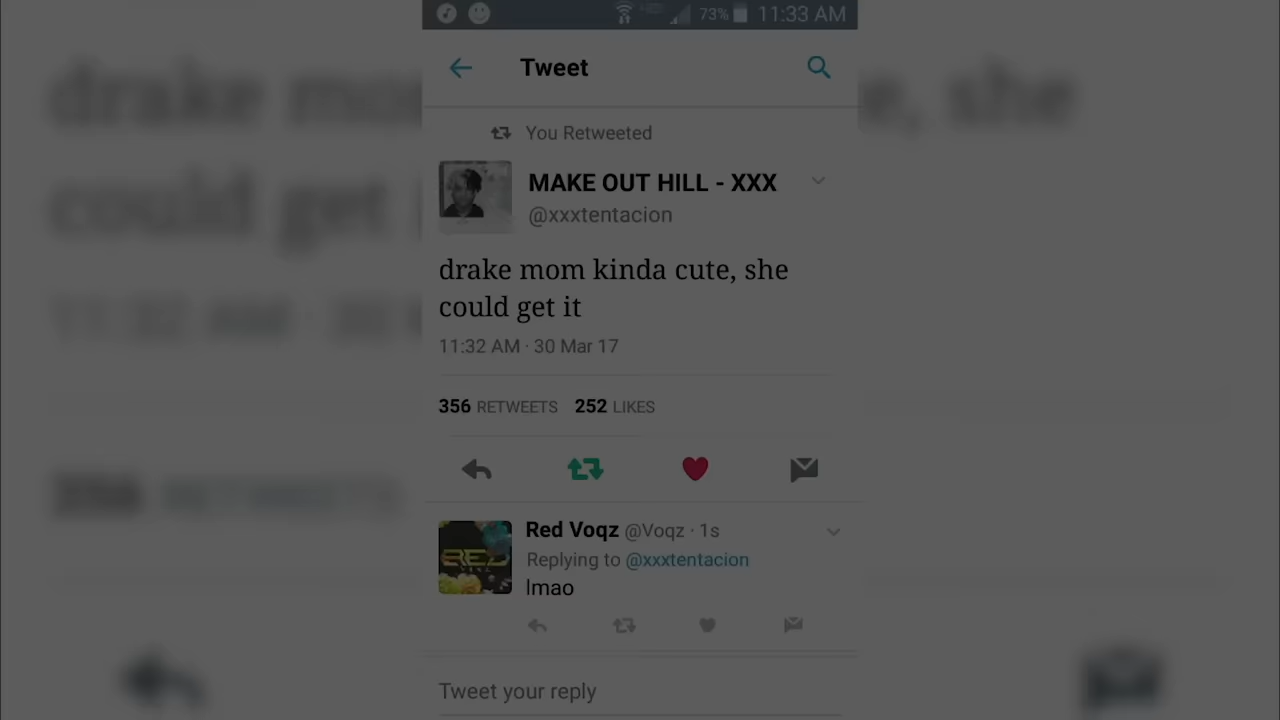 73% 11:33 AM
Tweet
You Retweeted
MAKE OUT HILL - XXX
@xxxtentacion
drake mom kinda cute, she
could get it
11:32 AM · 30 Mar 17
356 RETWEETS 252 LIKES
Red Voqz @Voqz · 1s
Replying to @xxxtentacion
lmao
Tweet your reply